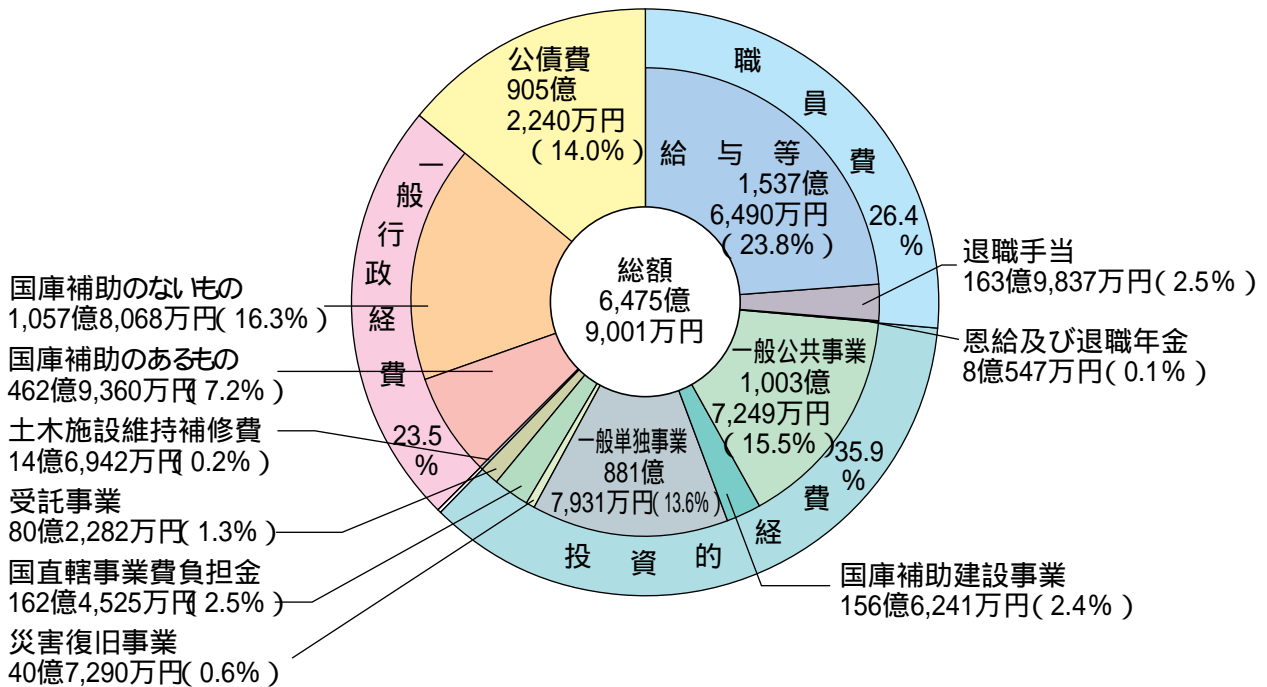 公債費
905億
2,240万円
(14.0%)
職員費
26.4
%
給与等
1,537億
6,490万円
(23.8%)
退職手当
163億9,837万円(2.5%)
恩給及び退職年金
8億547万円(0.1%)
総額
6,475億
9,001万円
一般公共事業
1,003億
7,249万円
(15.5%)
35.9
%
投資的経費
国庫補助建設事業
156億6,241万円(2.4%)
一般単独事業
881億
7,931万円(13.6%)
一般行政経費
23.5
%
国庫補助のないもの
1,057億8,068万円(16.3%)
国庫補助のあるもの
462億9,360万円(7.2%)
土木施設維持補修費
14億6,942万円(0.2%)
受託事業
80億2,282万円(1.3%)
国直轄事業費負担金
162億4,525万円(2.5%)
災害復旧事業
40億7,290万円(0.6%)